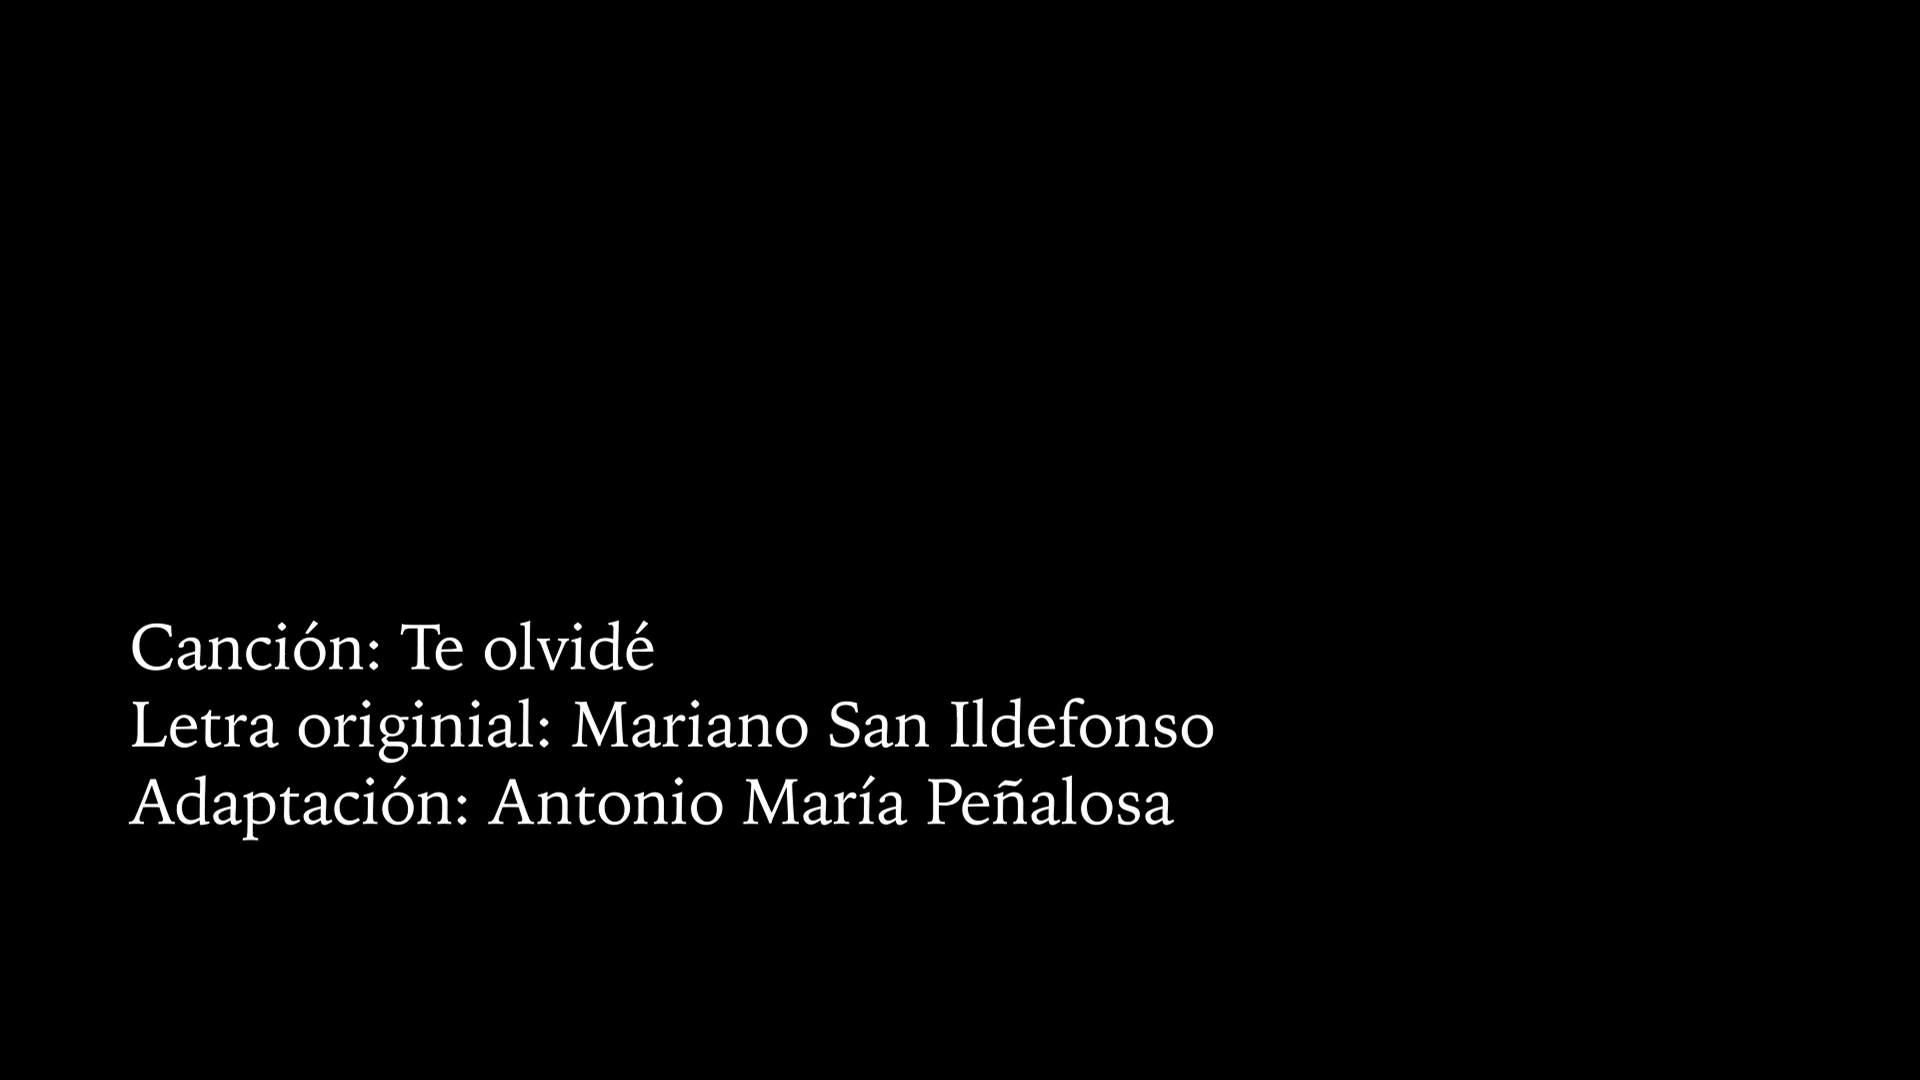 Canción: Te olvidé
Letra originial: Mariano San Ildefonso
Adaptación: Antonio María Peñalosa